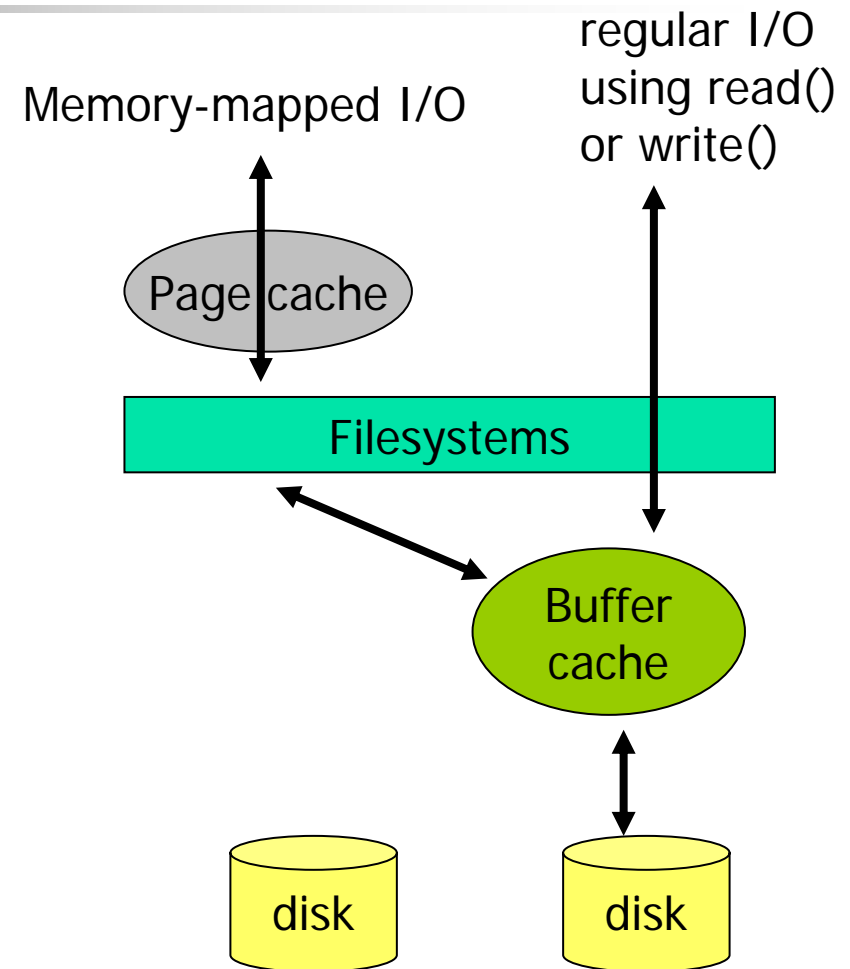 regular I/O
using read()
or write()
Memory-mapped I/O
Page cache
Filesystems
Buffer
cache
disk
disk